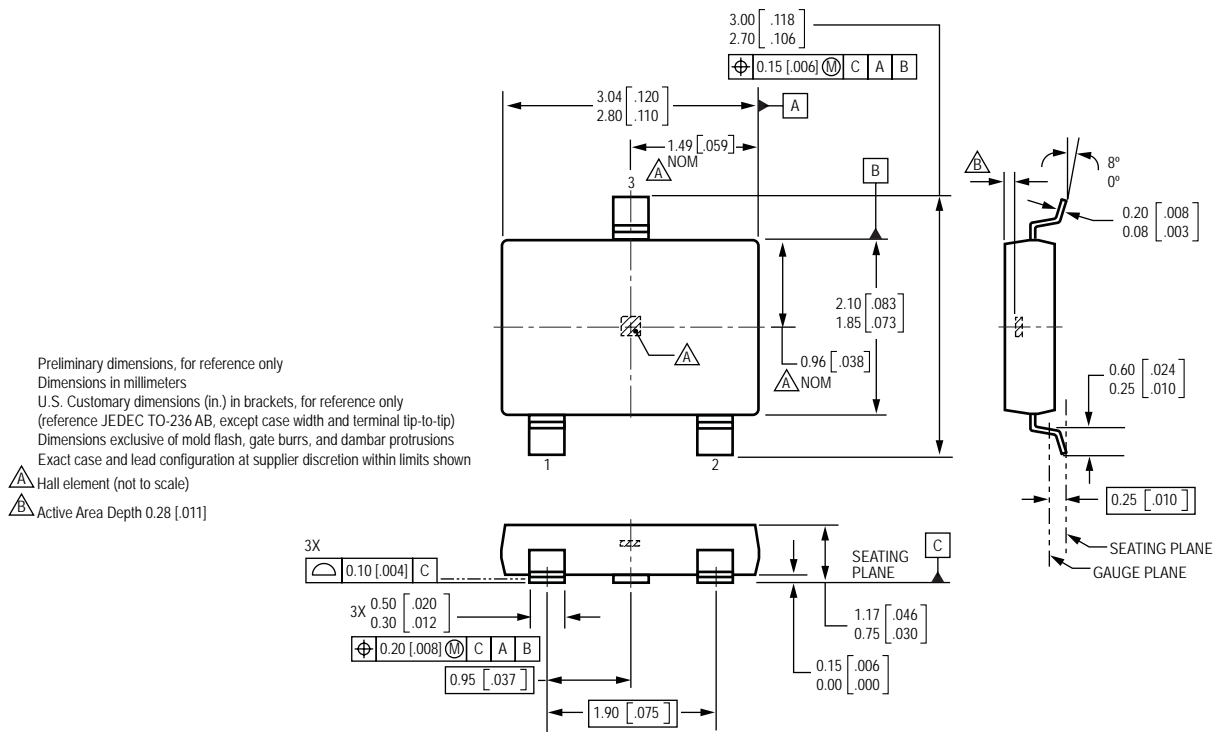 3.00 [ .118
2.70 [ .106 ]
⌖ 0.15 [.006] Ⓜ C A B
3.04 [ .120
2.80 [ .110 ]
A
1.49 [ .059 ]
A NOM
3
B
B
8º
0º
0.20 [ .008
0.08 [ .003 ]
2.10 [ .083
1.85 [ .073 ]
A
0.96 [ .038 ]
A NOM
0.60 [ .024
0.25 [ .010 ]
1
2
Preliminary dimensions, for reference only
Dimensions in millimeters
U.S. Customary dimensions (in.) in brackets, for reference only
(reference JEDEC TO-236 AB, except case width and terminal tip-to-tip)
Dimensions exclusive of mold flash, gate burrs, and dambar protrusions
Exact case and lead configuration at supplier discretion within limits shown
A Hall element (not to scale)
B Active Area Depth 0.28 [.011]
0.25 [ .010 ]
SEATING PLANE
GAUGE PLANE
3X
⌓ 0.10 [.004] C
SEATING
PLANE
C
3X 0.50 [ .020
0.30 [ .012 ]
⌖ 0.20 [.008] Ⓜ C A B
1.17 [ .046
0.75 [ .030 ]
0.95 [ .037 ]
0.15 [ .006
0.00 [ .000 ]
1.90 [ .075 ]